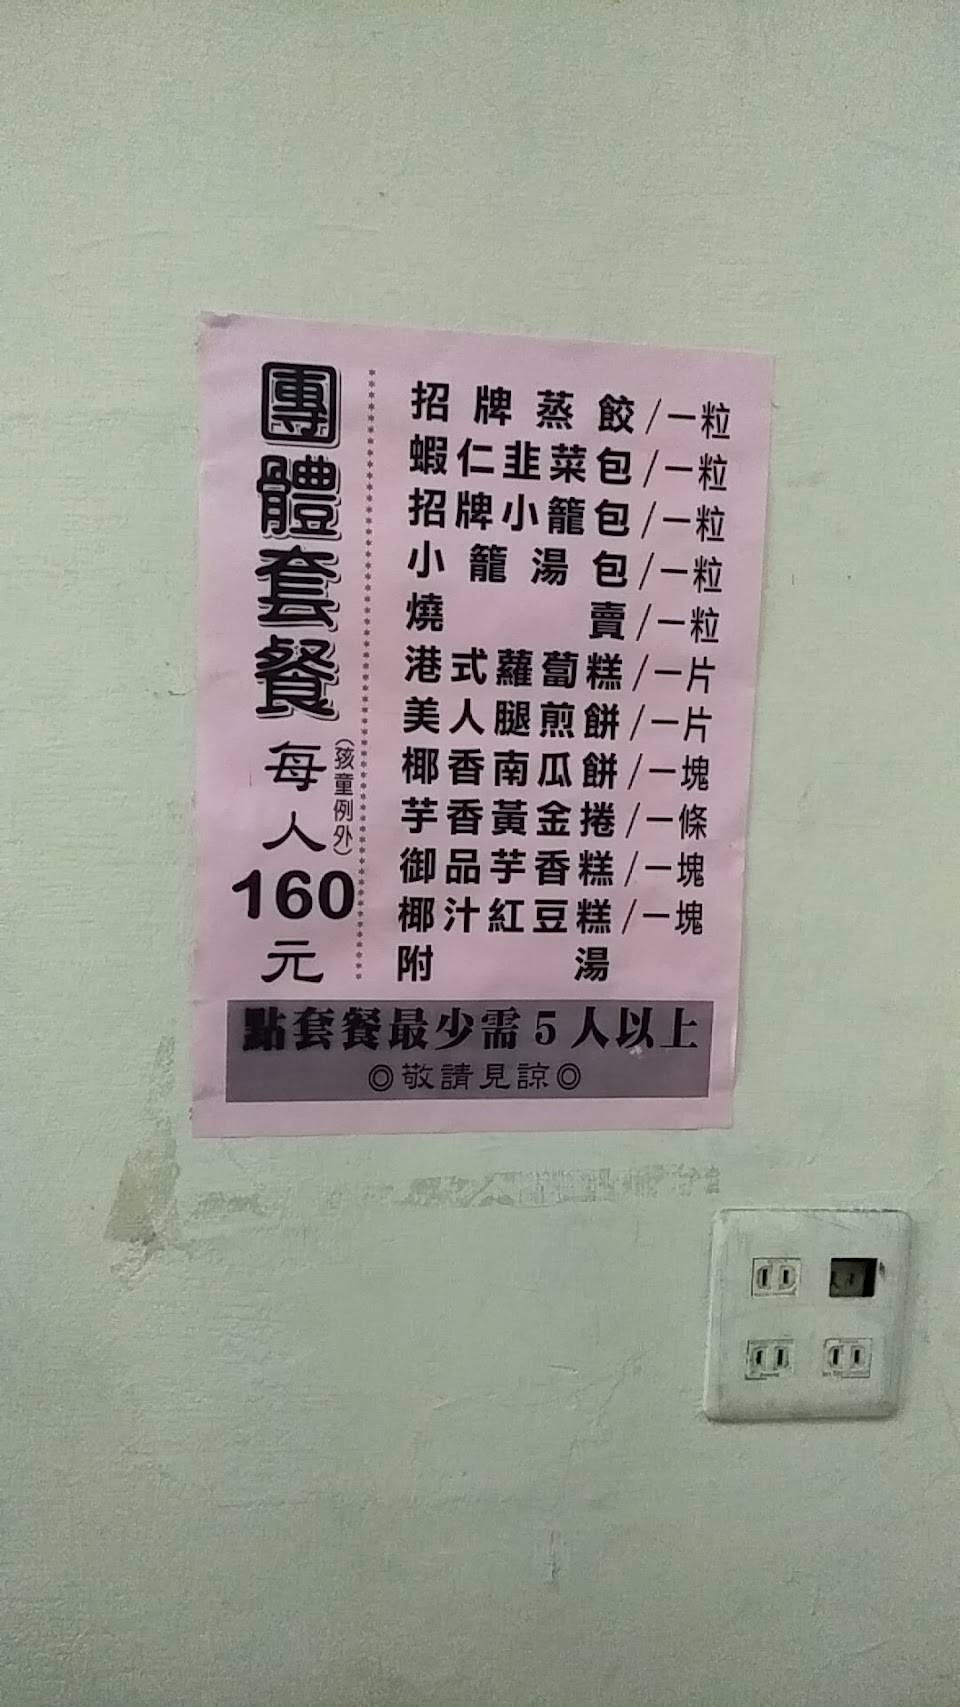 團體套餐
每人160元
(孩童例外)
招牌蒸餃/一粒
蝦仁韭菜包/一粒
招牌小籠包/一粒
小籠湯包/一粒
燒賣/一粒
港式蘿蔔糕/一片
美人腿煎餅/一片
椰香南瓜餅/一塊
芋香黃金捲/一條
御品芋香糕/一塊
椰汁紅豆糕/一塊
附湯
點套餐最少需5人以上
◎敬請見諒◎